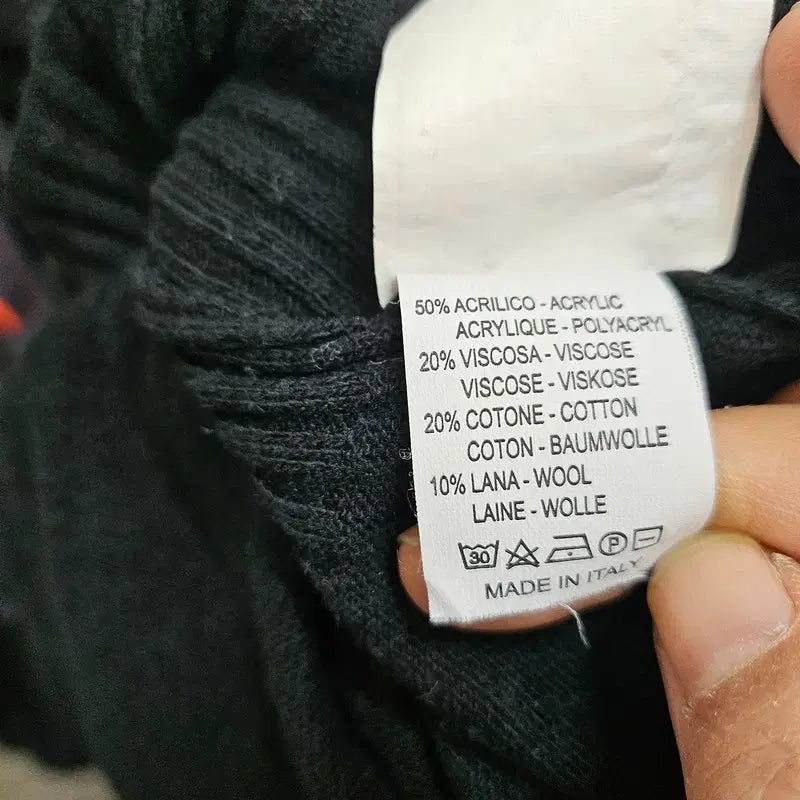 50% ACRILICO - ACRYLIC
ACRYLIQUE - POLYACRYL
20% VISCOSA - VISCOSE
VISCOSE - VISKOSE
20% COTONE - COTTON
COTON - BAUMWOLLE
10% LANA - WOOL
LAINE - WOLLE
30 P
MADE IN ITALY